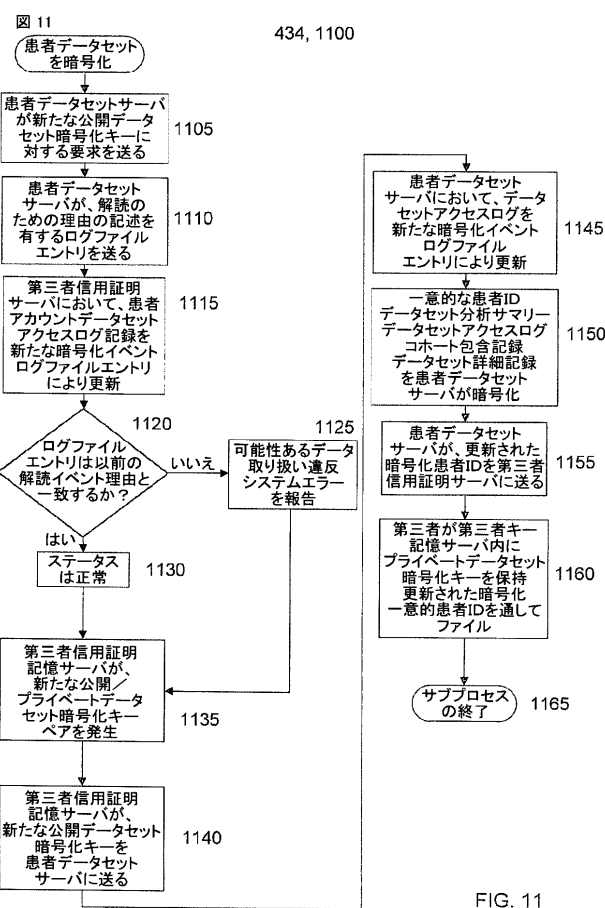 図 11
434, 1100
患者データセット
を暗号化
患者データセットサーバ
が新たな公開データ
セット暗号化キーに
対する要求を送る
1105
患者データセット
サーバが、解読の
ための理由の記述を
有するログファイル
エントリを送る
1110
第三者信用証明
サーバにおいて、患者
アカウントデータセット
アクセスログ記録を
新たな暗号化イベント
ログファイルエントリ
により更新
1115
1120
ログファイル
エントリは以前の
解読イベント理由と
一致するか？
いいえ
はい
1125
可能性あるデータ
取り扱い違反
システムエラー
を報告
ステータス
は正常
1130
第三者信用証明
記憶サーバが、
新たな公開／
プライベートデータ
セット暗号化キー
ペアを発生
1135
第三者信用証明
記憶サーバが、
新たな公開データセット
暗号化キーを
患者データセット
サーバに送る
1140
患者データセット
サーバにおいて、データ
セットアクセスログを
新たな暗号化イベント
ログファイル
エントリにより更新
1145
一意的な患者ID
データセット分析サマリー
データセットアクセスログ
コホート包含記録
データセット詳細記録
を患者データセット
サーバが暗号化
1150
患者データセット
サーバが、更新された
暗号化患者IDを第三者
信用証明サーバに送る
1155
第三者が第三者キー
記憶サーバ内に
プライベートデータセット
暗号化キーを保持
更新された暗号化
一意的患者IDを通して
ファイル
1160
サブプロセス
の終了
1165
FIG. 11